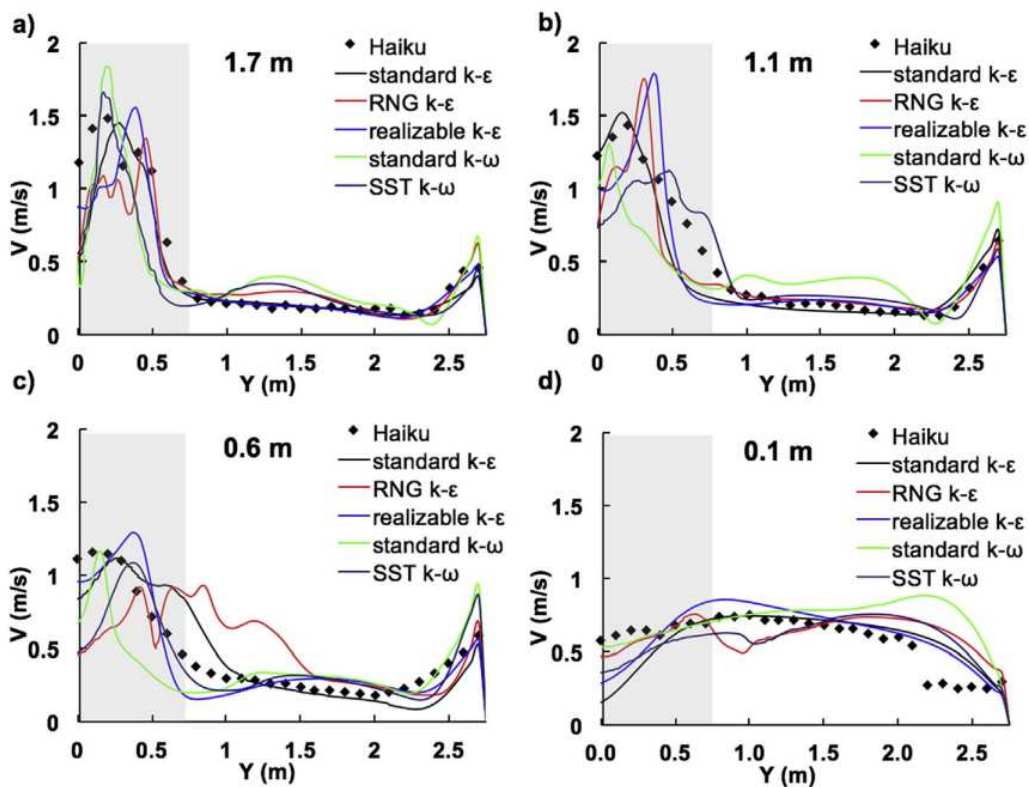 a)
1.7 m
Haiku
standard k-ε
RNG k-ε
realizable k-ε
standard k-ω
SST k-ω
V (m/s)
2
1.5
1
0.5
0
0 0.5 1 1.5 2 2.5
Y (m)
b)
1.1 m
Haiku
standard k-ε
RNG k-ε
realizable k-ε
standard k-ω
SST k-ω
V (m/s)
2
1.5
1
0.5
0
0 0.5 1 1.5 2 2.5
Y (m)
c)
0.6 m
Haiku
standard k-ε
RNG k-ε
realizable k-ε
standard k-ω
SST k-ω
V (m/s)
2
1.5
1
0.5
0
0 0.5 1 1.5 2 2.5
Y (m)
d)
0.1 m
Haiku
standard k-ε
RNG k-ε
realizable k-ε
standard k-ω
SST k-ω
V (m/s)
2
1.5
1
0.5
0
0.0 0.5 1.0 1.5 2.0 2.5
Y (m)